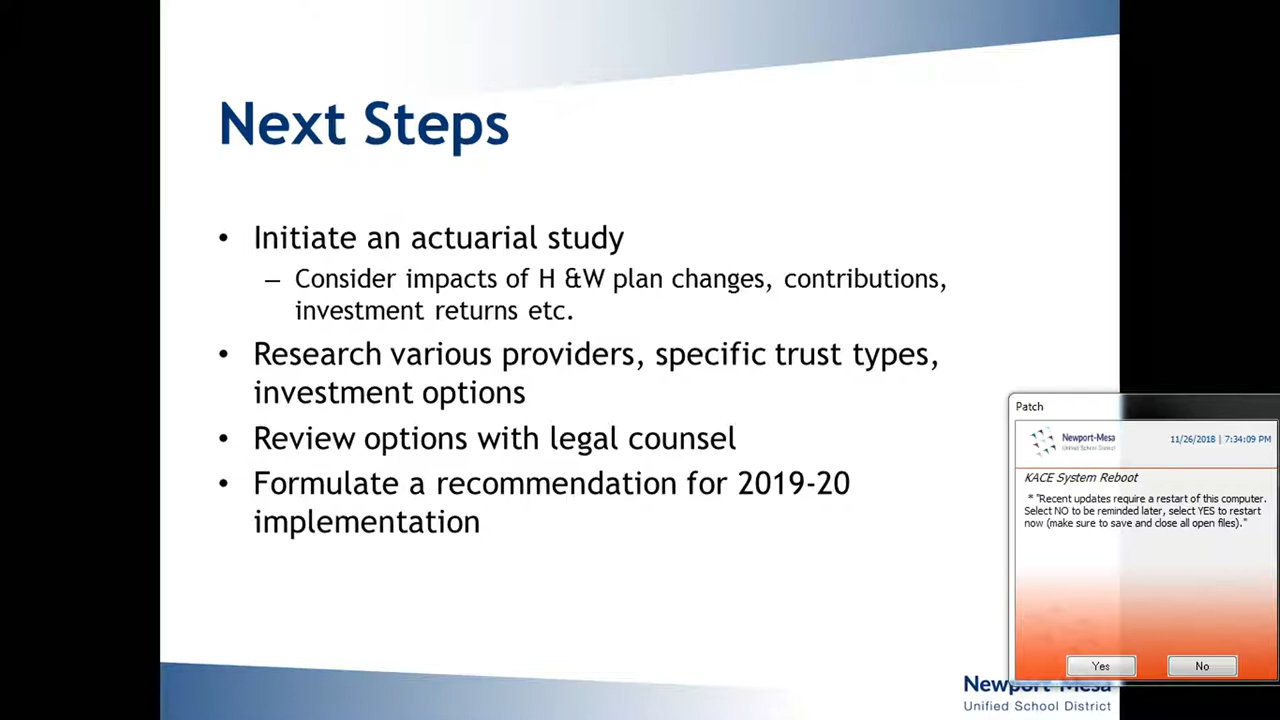 Next Steps
• Initiate an actuarial study
– Consider impacts of H &W plan changes, contributions,
investment returns etc.
• Research various providers, specific trust types,
investment options
• Review options with legal counsel
• Formulate a recommendation for 2019-20
implementation
Patch
Newport-Mesa
Unified School District
11/26/2018 | 7:34:09 PM
KACE System Reboot
* "Recent updates require a restart of this computer.
Select NO to be reminded later, select YES to restart
now (make sure to save and close all open files)."
Yes
No
Newport-Mesa
Unified School District